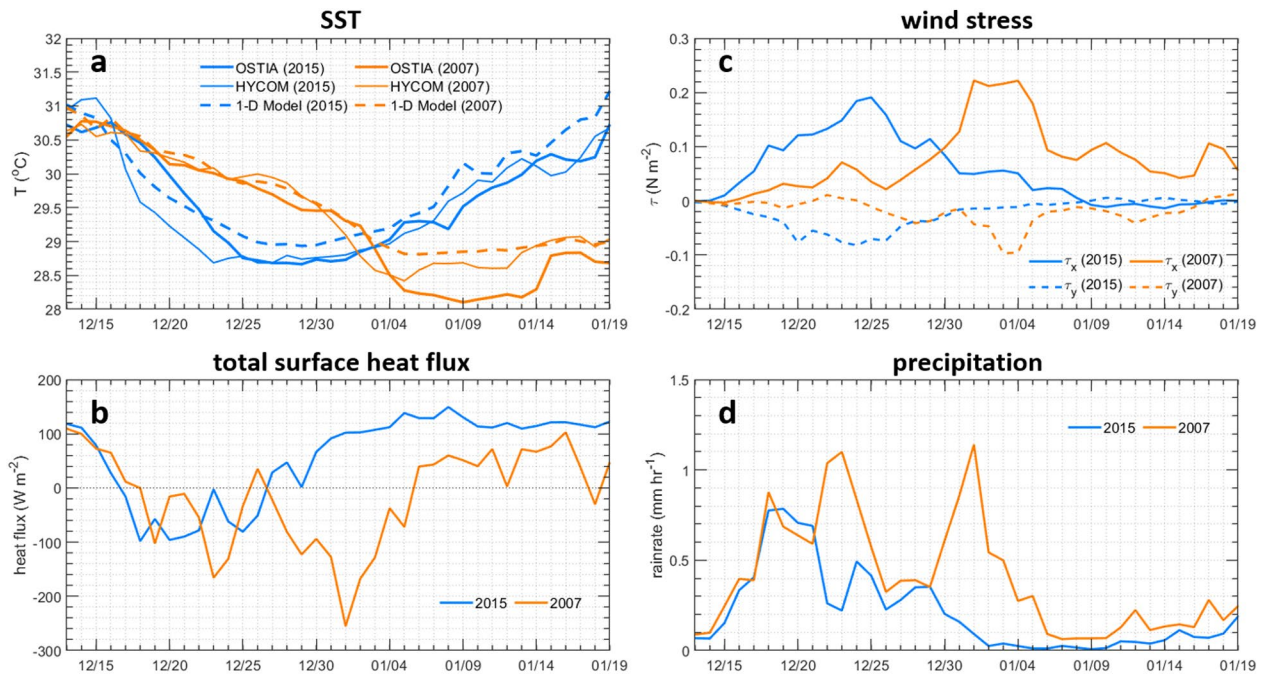 SST
a
T (°C)
32
31.5
31
30.5
30
29.5
29
28.5
28
OSTIA (2015)
OSTIA (2007)
HYCOM (2015)
HYCOM (2007)
1-D Model (2015)
1-D Model (2007)
12/15 12/20 12/25 12/30 01/04 01/09 01/14 01/19
wind stress
c
τ (N m⁻²)
0.3
0.2
0.1
0
-0.1
-0.2
τx (2015)
τx (2007)
τy (2015)
τy (2007)
12/15 12/20 12/25 12/30 01/04 01/09 01/14 01/19
total surface heat flux
b
heat flux (W m⁻²)
200
100
0
-100
-200
-300
2015 2007
12/15 12/20 12/25 12/30 01/04 01/09 01/14 01/19
precipitation
d
rainrate (mm hr⁻¹)
1.5
1
0.5
0
2015 2007
12/15 12/20 12/25 12/30 01/04 01/09 01/14 01/19